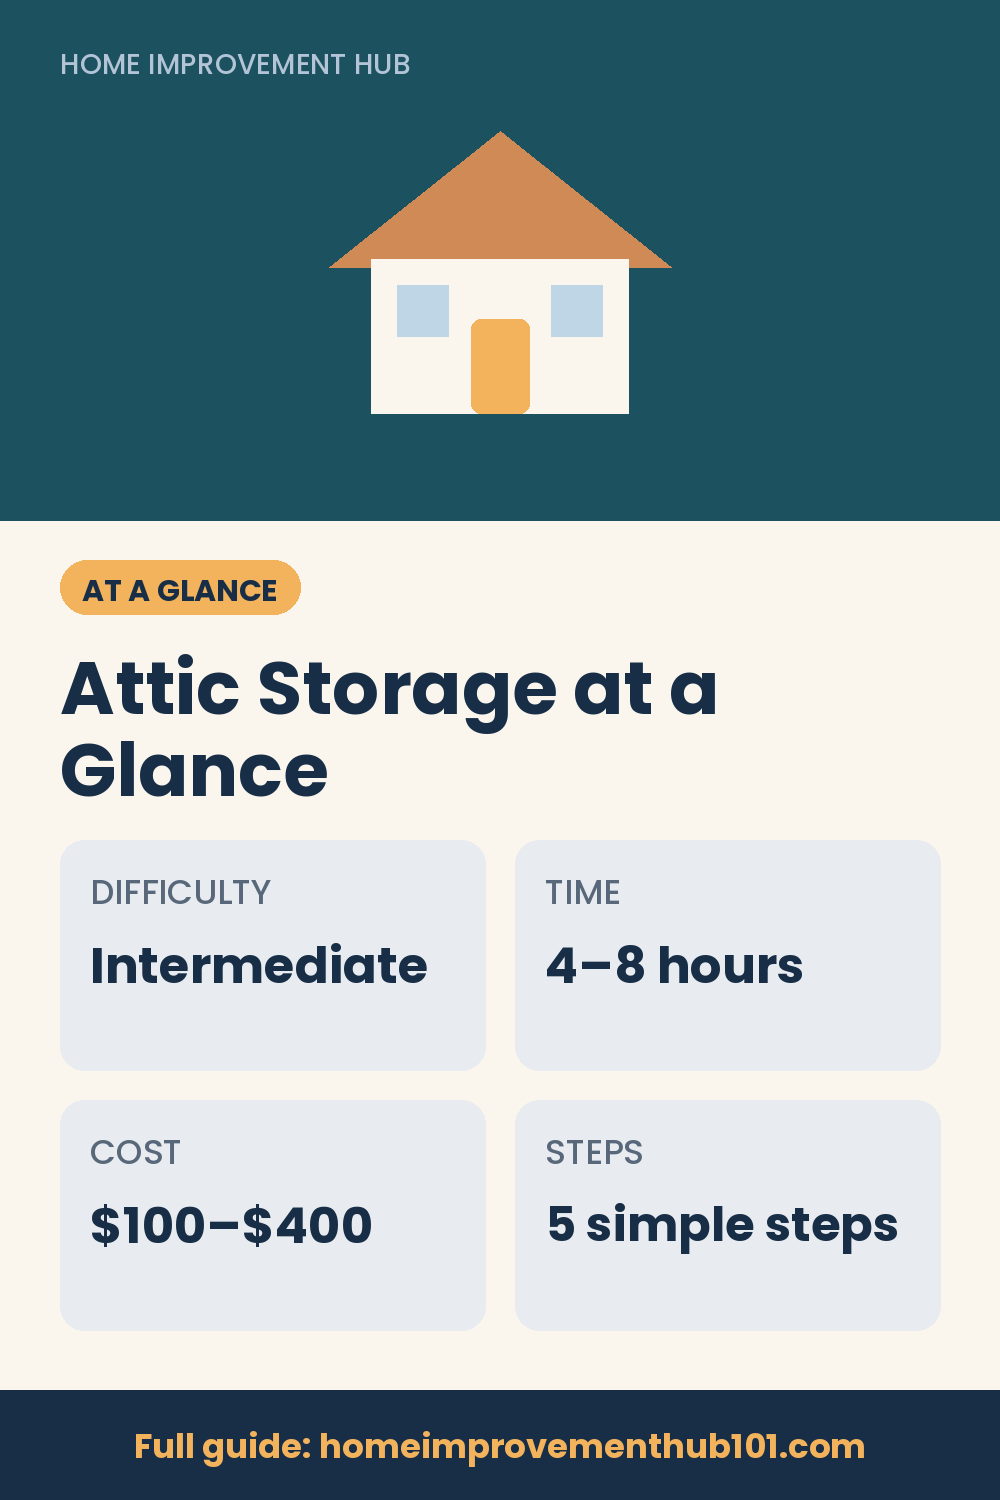 HOME IMPROVEMENT HUB
AT A GLANCE
Attic Storage at a
Glance
DIFFICULTY
Intermediate
TIME
4–8 hours
COST
$100–$400
STEPS
5 simple steps
Full guide: homeimprovementhub101.com